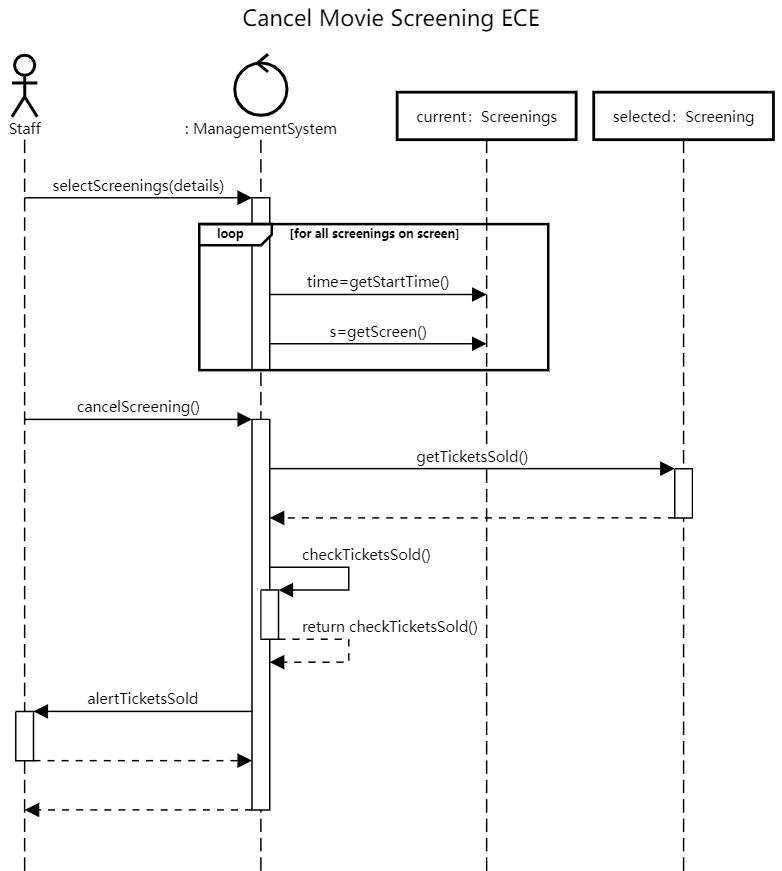 Cancel Movie Screening ECE
Staff
: ManagementSystem
current: Screenings
selected: Screening
selectScreenings(details)
loop
[for all screenings on screen]
time=getStartTime()
s=getScreen()
cancelScreening()
getTicketsSold()
checkTicketsSold()
return checkTicketsSold()
alertTicketsSold